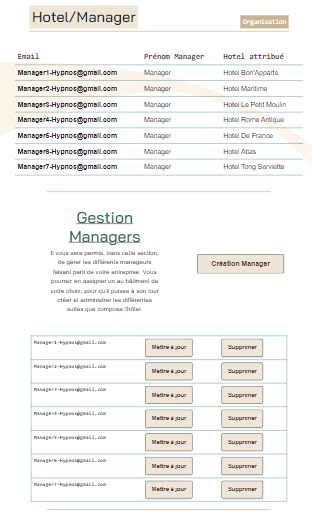 Hotel/Manager
Organisation
Email Prénom Manager Hotel attribué
Manager1-Hypnos@gmail.com Manager Hotel Bon'Apparts
Manager2-Hypnos@gmail.com Manager Hotel Maritime
Manager3-Hypnos@gmail.com Manager Hotel Le Petit Moulin
Manager4-Hypnos@gmail.com Manager Hotel Rome Antique
Manager5-Hypnos@gmail.com Manager Hotel De France
Manager6-Hypnos@gmail.com Manager Hotel Atlas
Manager7-Hypnos@gmail.com Manager Hotel Tong Serviette
Gestion
Managers
Il vous sera permis, dans cette section,
de gérer les différents manageurs
faisant parti de votre entreprise. Vous
pourrez en assigner un au bâtiment de
votre choix, pour qu'il puisse à son tour
créer et administrer les différentes
suites que compose l'hôtel.
Création Manager
Manager1-Hypnos@gmail.com Mettre à jour Supprimer
Manager2-Hypnos@gmail.com Mettre à jour Supprimer
Manager3-Hypnos@gmail.com Mettre à jour Supprimer
Manager4-Hypnos@gmail.com Mettre à jour Supprimer
Manager5-Hypnos@gmail.com Mettre à jour Supprimer
Manager6-Hypnos@gmail.com Mettre à jour Supprimer
Manager7-Hypnos@gmail.com Mettre à jour Supprimer